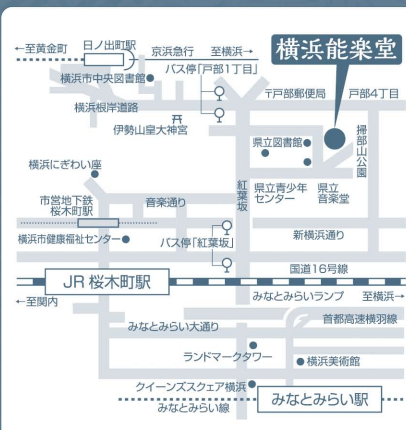 横浜能楽堂
←至黄金町
日ノ出町駅
京浜急行
至横浜→
バス停「戸部1丁目」
横浜市中央図書館
〒戸部郵便局
戸部4丁目
横浜根岸道路
伊勢山皇大神宮
県立図書館
掃部山公園
横浜にぎわい座
紅葉坂
県立青少年
センター
県立
音楽堂
市営地下鉄
桜木町駅
音楽通り
横浜市健康福祉センター
バス停「紅葉坂」
新横浜通り
国道16号線
JR 桜木町駅
←至関内
みなとみらいランプ
至横浜→
首都高速横羽線
みなとみらい大通り
ランドマークタワー
横浜美術館
クイーンズスクェア横浜
みなとみらい線
みなとみらい駅